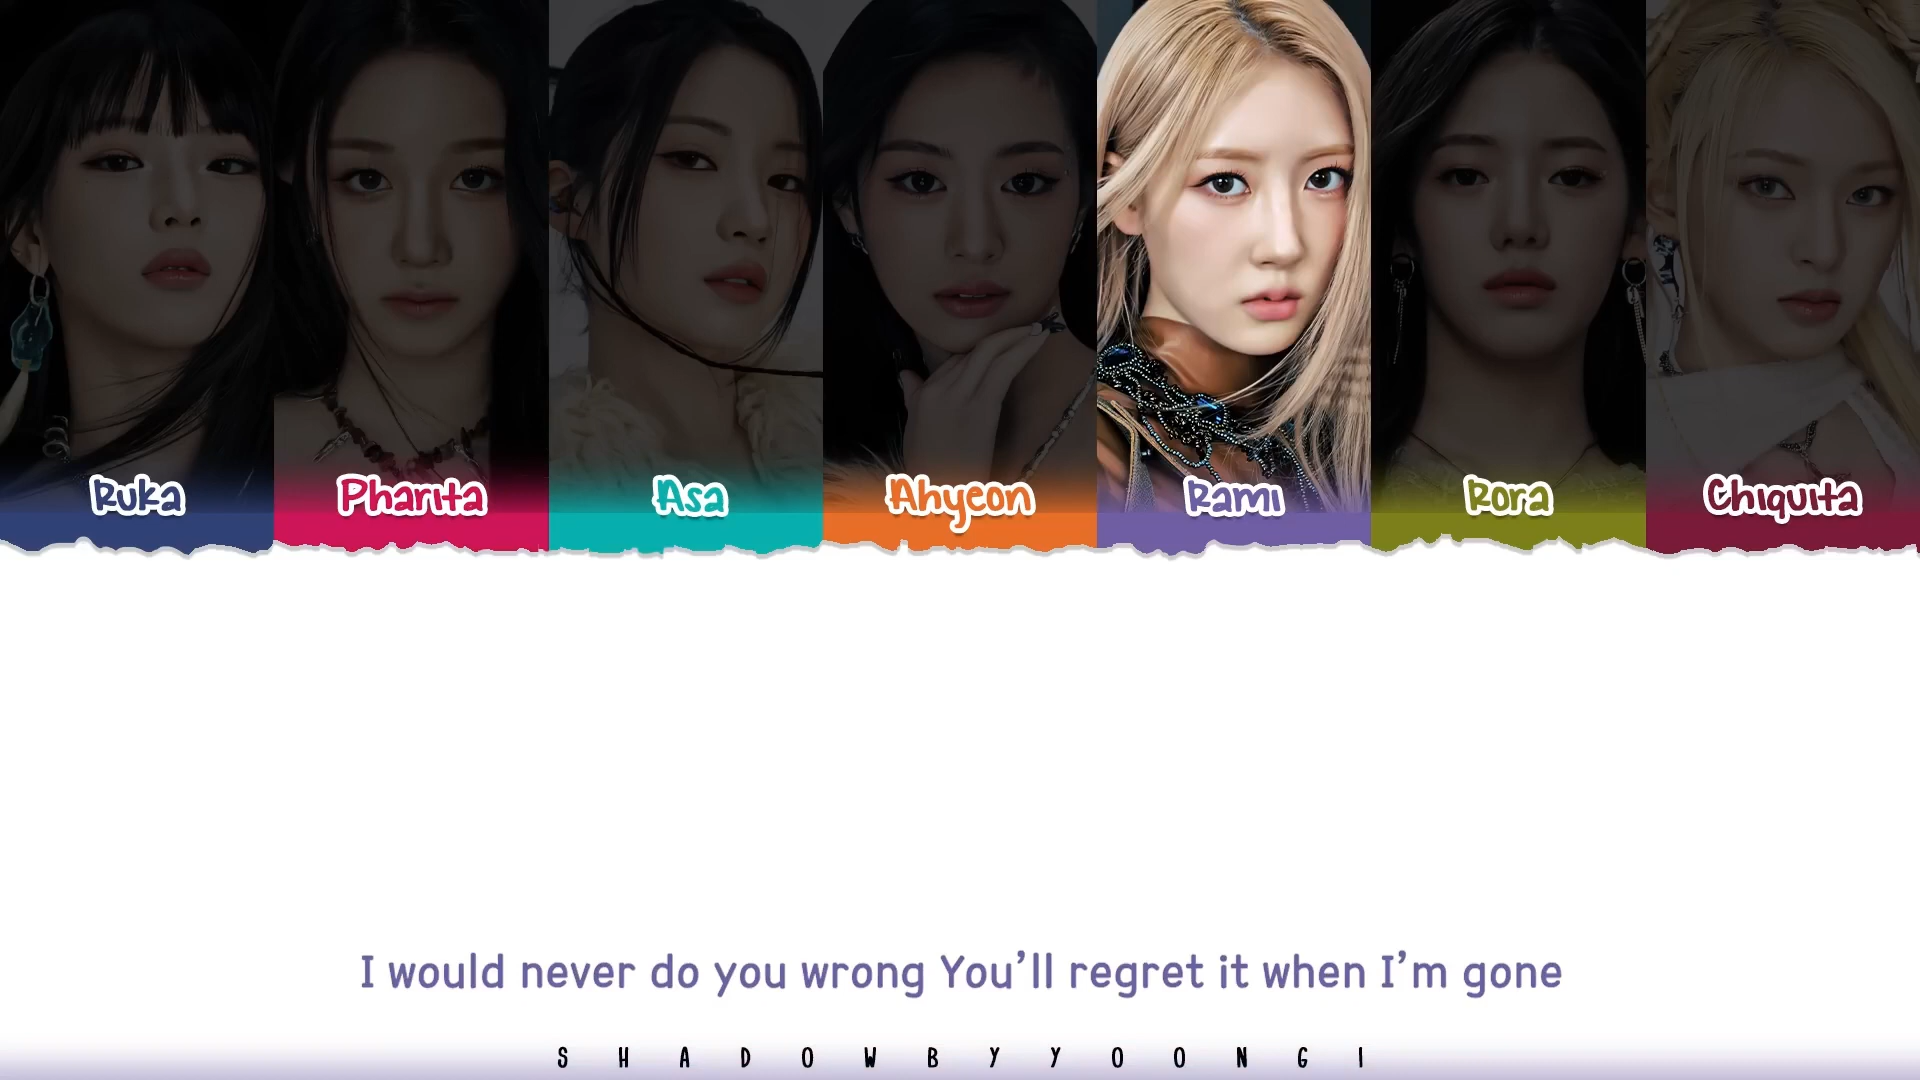 Ruka Pharita Asa Ahyeon Rami Rora Chiquita
I would never do you wrong You'll regret it when I'm gone
S H A D O W B Y Y O O N G I